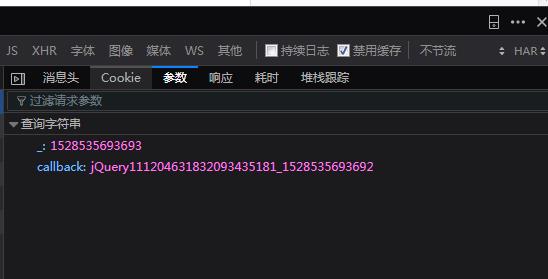 JS XHR 字体 图像 媒体 WS 其他 持续日志 禁用缓存 不节流 HAR
消息头 Cookie 参数 响应 耗时 堆栈跟踪
过滤请求参数
查询字符串
_: 1528535693693
callback: jQuery111204631832093435181_1528535693692